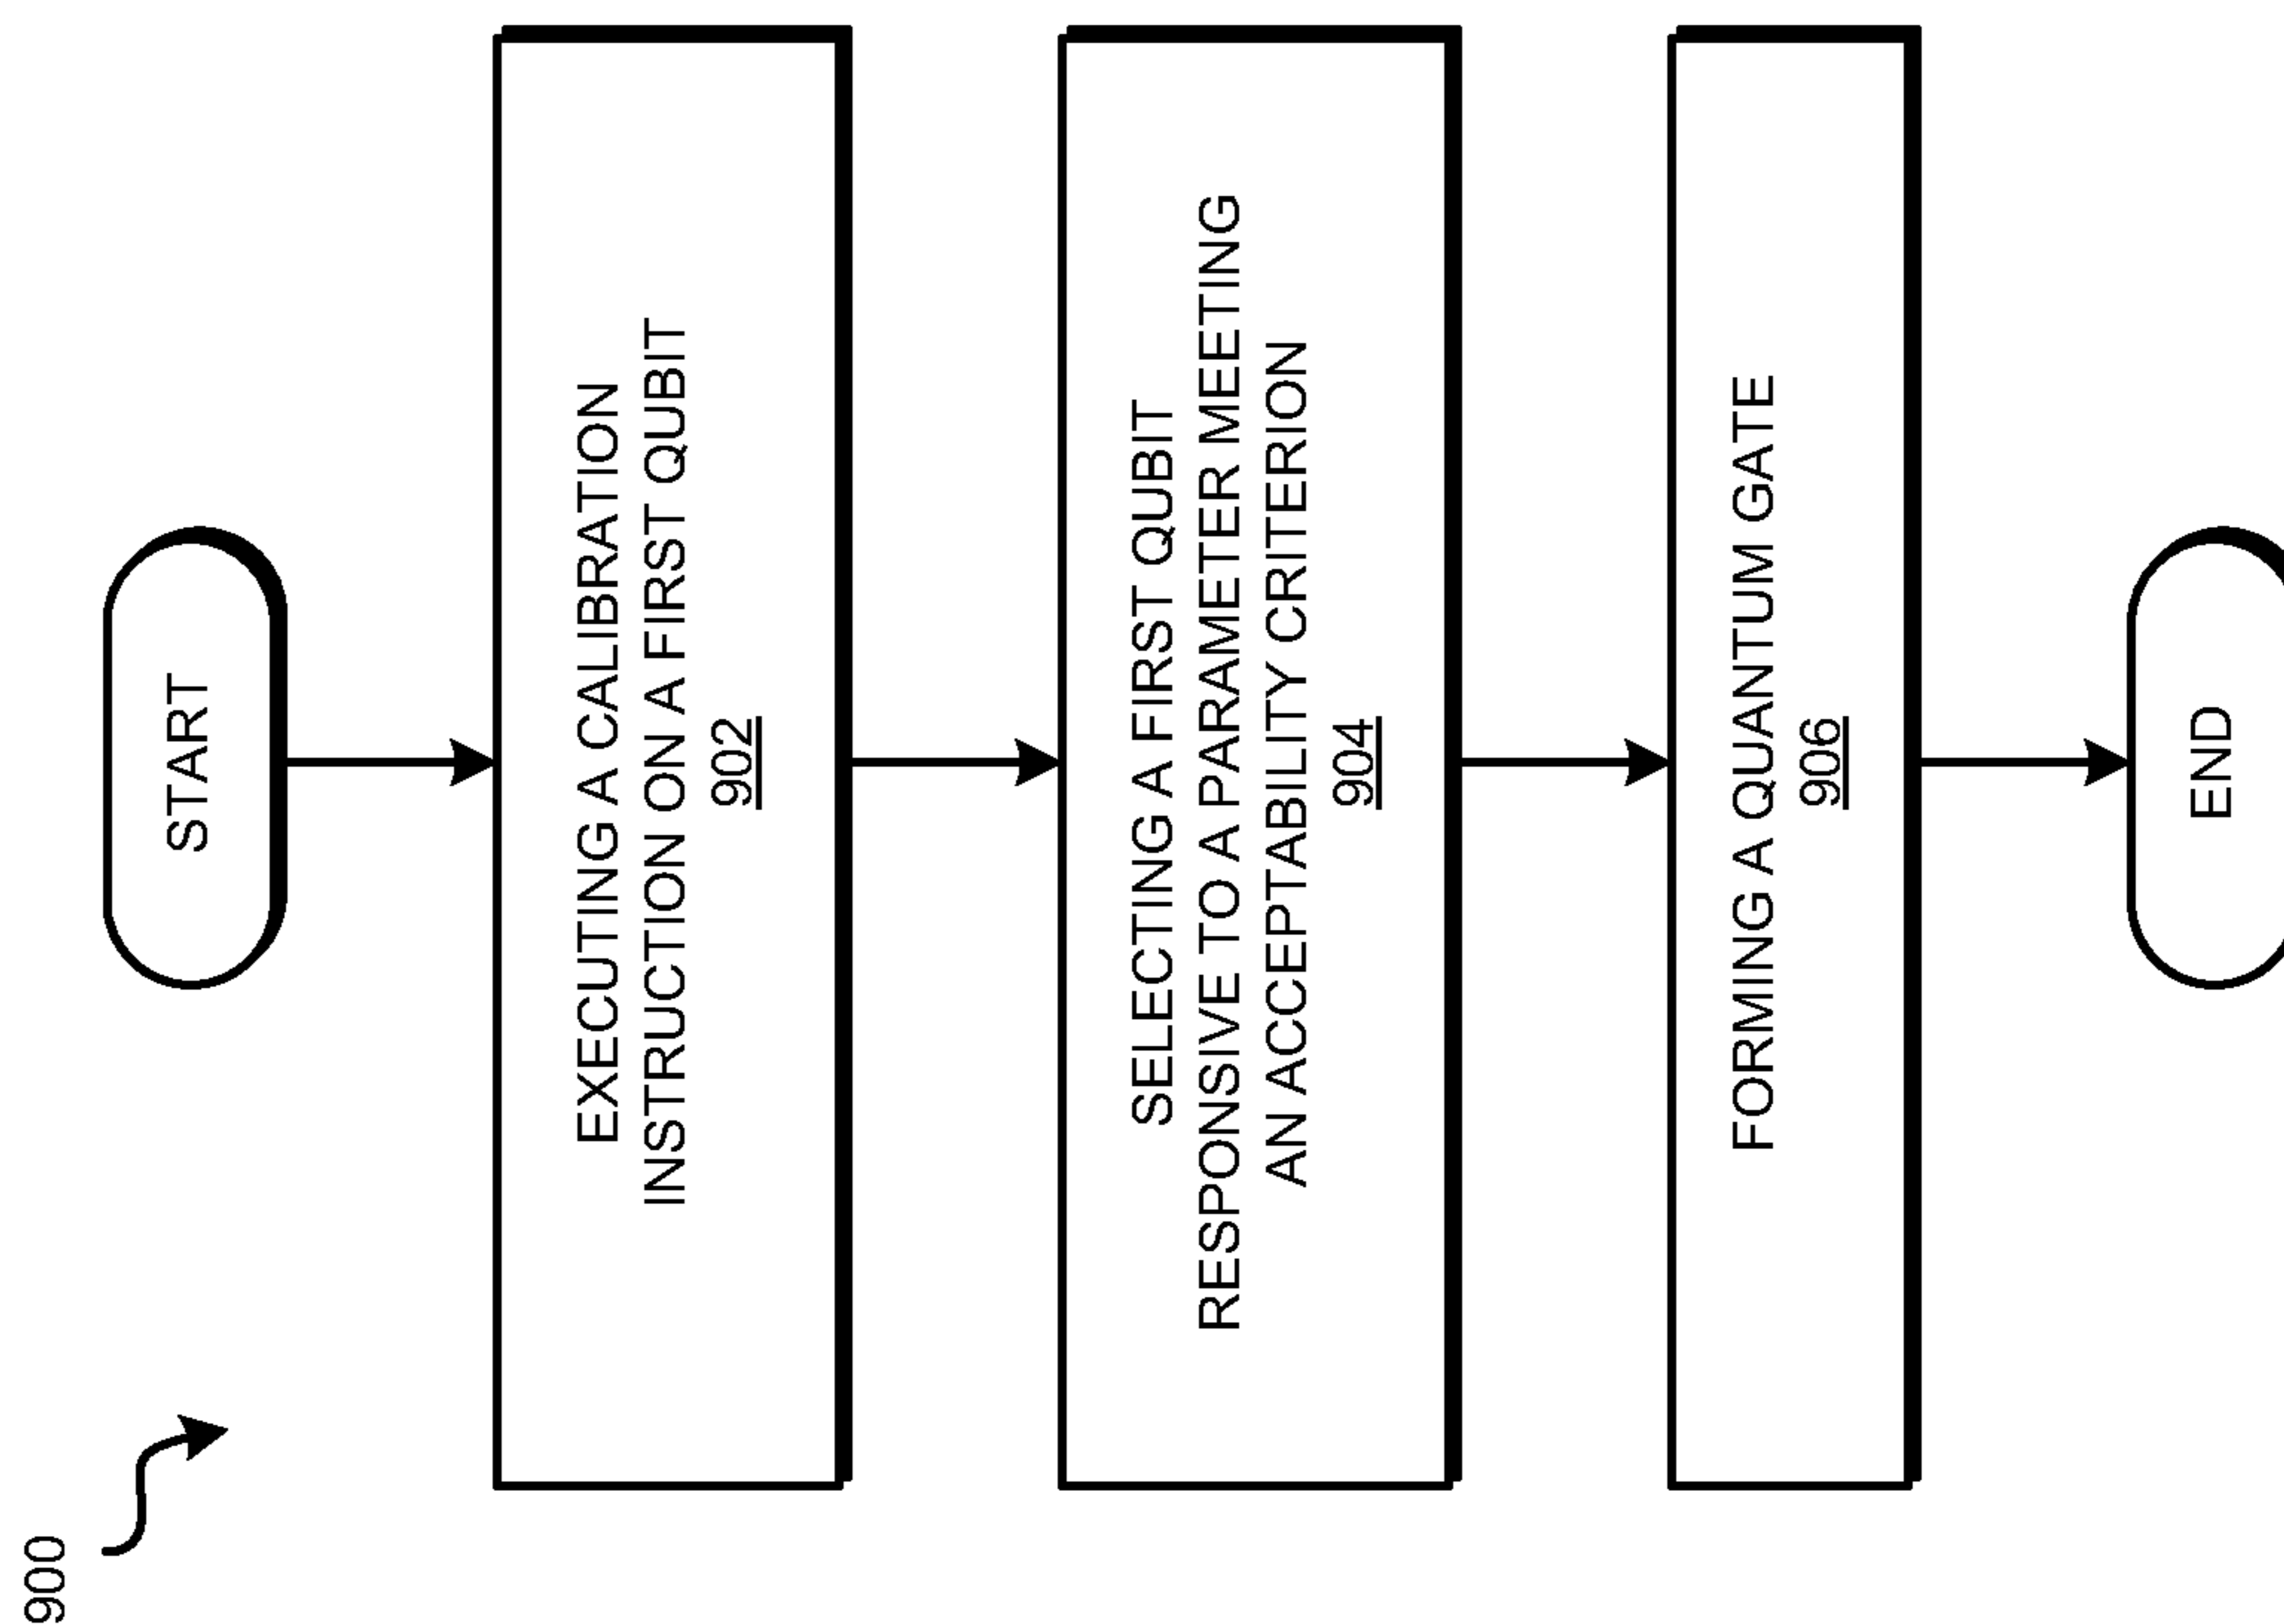 900
START
EXECUTING A CALIBRATION
INSTRUCTION ON A FIRST QUBIT
902
SELECTING A FIRST QUBIT
RESPONSIVE TO A PARAMETER MEETING
AN ACCEPTABILITY CRITERION
904
FORMING A QUANTUM GATE
906
END